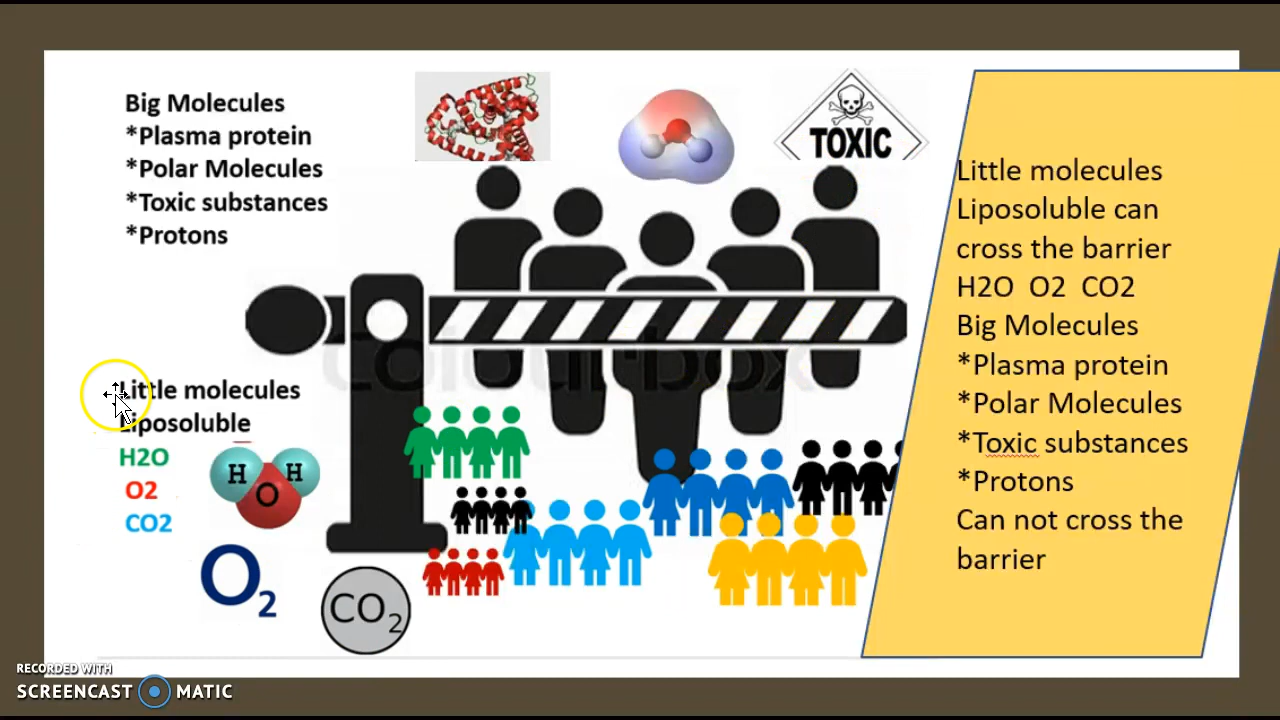 Big Molecules
*Plasma protein
*Polar Molecules
*Toxic substances
*Protons
TOXIC
Little molecules
Liposoluble
H2O
O2
CO2
H H
O
O2
CO2
colourbox
Little molecules
Liposoluble can
cross the barrier
H2O O2 CO2
Big Molecules
*Plasma protein
*Polar Molecules
*Toxic substances
*Protons
Can not cross the
barrier
RECORDED WITH
SCREENCAST MATIC